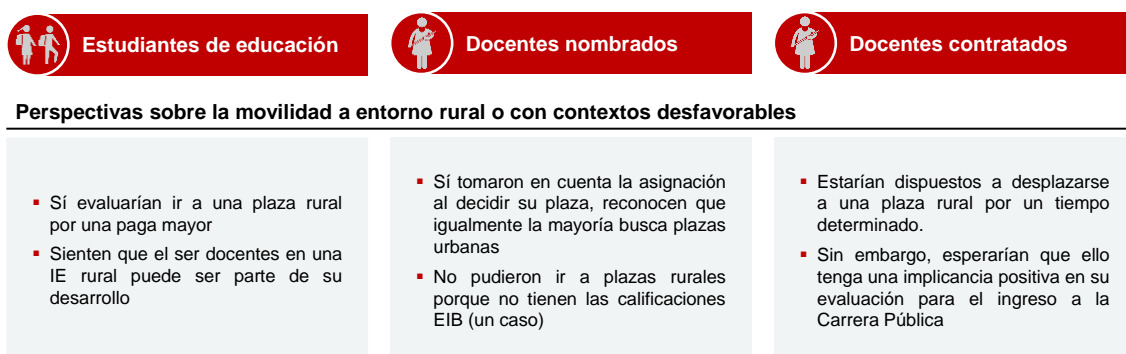 Estudiantes de educación
Docentes nombrados
Docentes contratados
Perspectivas sobre la movilidad a entorno rural o con contextos desfavorables
▪ Sí evaluarían ir a una plaza rural
por una paga mayor
▪ Sienten que el ser docentes en una
IE rural puede ser parte de su
desarrollo
▪ Sí tomaron en cuenta la asignación
al decidir su plaza, reconocen que
igualmente la mayoría busca plazas
urbanas
▪ No pudieron ir a plazas rurales
porque no tienen las calificaciones
EIB (un caso)
▪ Estarían dispuestos a desplazarse
a una plaza rural por un tiempo
determinado.
▪ Sin embargo, esperarían que ello
tenga una implicancia positiva en su
evaluación para el ingreso a la
Carrera Pública